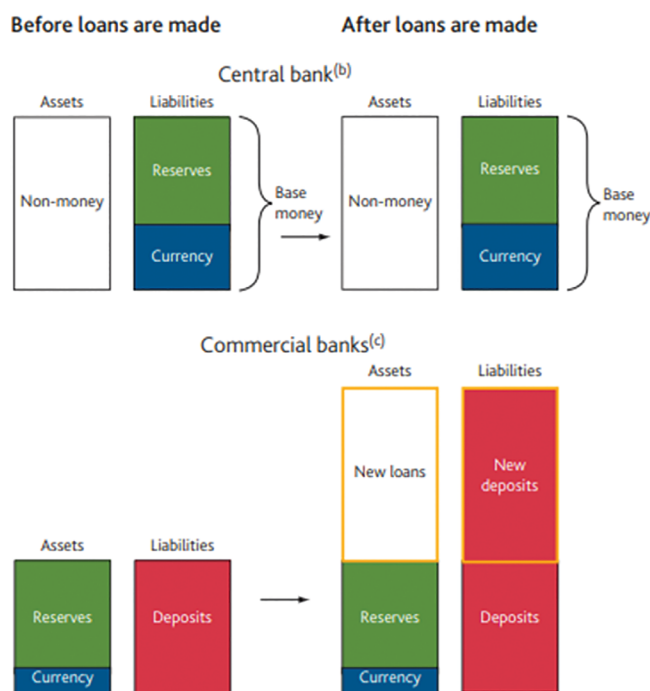 Before loans are made
After loans are made
Central bank(b)
Assets
Liabilities
Assets
Liabilities
Non-money
Reserves
Currency
Base
money
Non-money
Reserves
Currency
Base
money
Commercial banks(c)
Assets
Liabilities
New loans
New
deposits
Assets
Liabilities
Reserves
Deposits
Currency
Reserves
Deposits
Currency